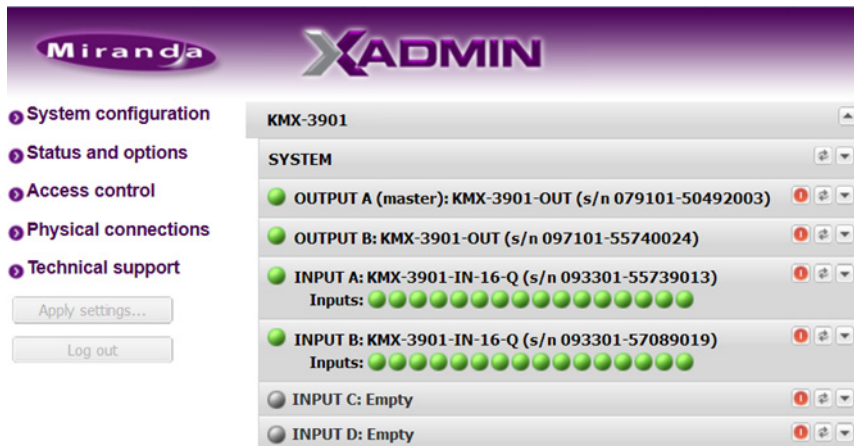 Miranda
XADMIN
System configuration
Status and options
Access control
Physical connections
Technical support
Apply settings...
Log out
KMX-3901
SYSTEM
OUTPUT A (master): KMX-3901-OUT (s/n 079101-50492003)
OUTPUT B: KMX-3901-OUT (s/n 097101-55740024)
INPUT A: KMX-3901-IN-16-Q (s/n 093301-55739013)
Inputs:
INPUT B: KMX-3901-IN-16-Q (s/n 093301-57089019)
Inputs:
INPUT C: Empty
INPUT D: Empty